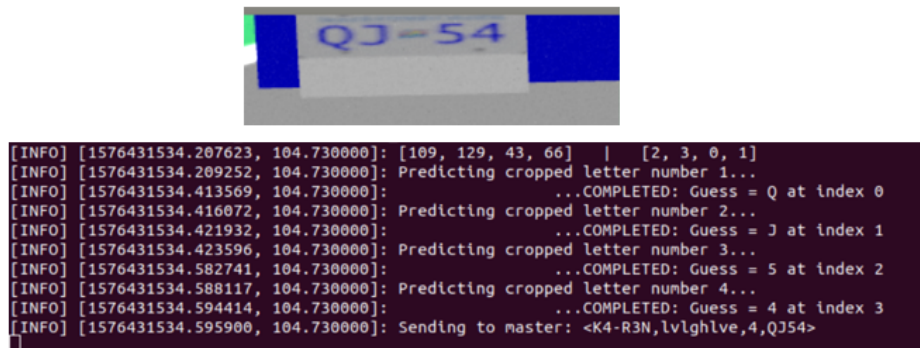 QJ-54
[INFO] [1576431534.207623, 104.730000]: [109, 129, 43, 66]   |   [2, 3, 0, 1]
[INFO] [1576431534.209252, 104.730000]: Predicting cropped letter number 1...
[INFO] [1576431534.413569, 104.730000]:                ...COMPLETED: Guess = Q at index 0
[INFO] [1576431534.416072, 104.730000]: Predicting cropped letter number 2...
[INFO] [1576431534.421932, 104.730000]:                ...COMPLETED: Guess = J at index 1
[INFO] [1576431534.423596, 104.730000]: Predicting cropped letter number 3...
[INFO] [1576431534.582741, 104.730000]:                ...COMPLETED: Guess = 5 at index 2
[INFO] [1576431534.588117, 104.730000]: Predicting cropped letter number 4...
[INFO] [1576431534.594414, 104.730000]:                ...COMPLETED: Guess = 4 at index 3
[INFO] [1576431534.595900, 104.730000]: Sending to master: <K4-R3N,lvlghlve,4,QJ54>